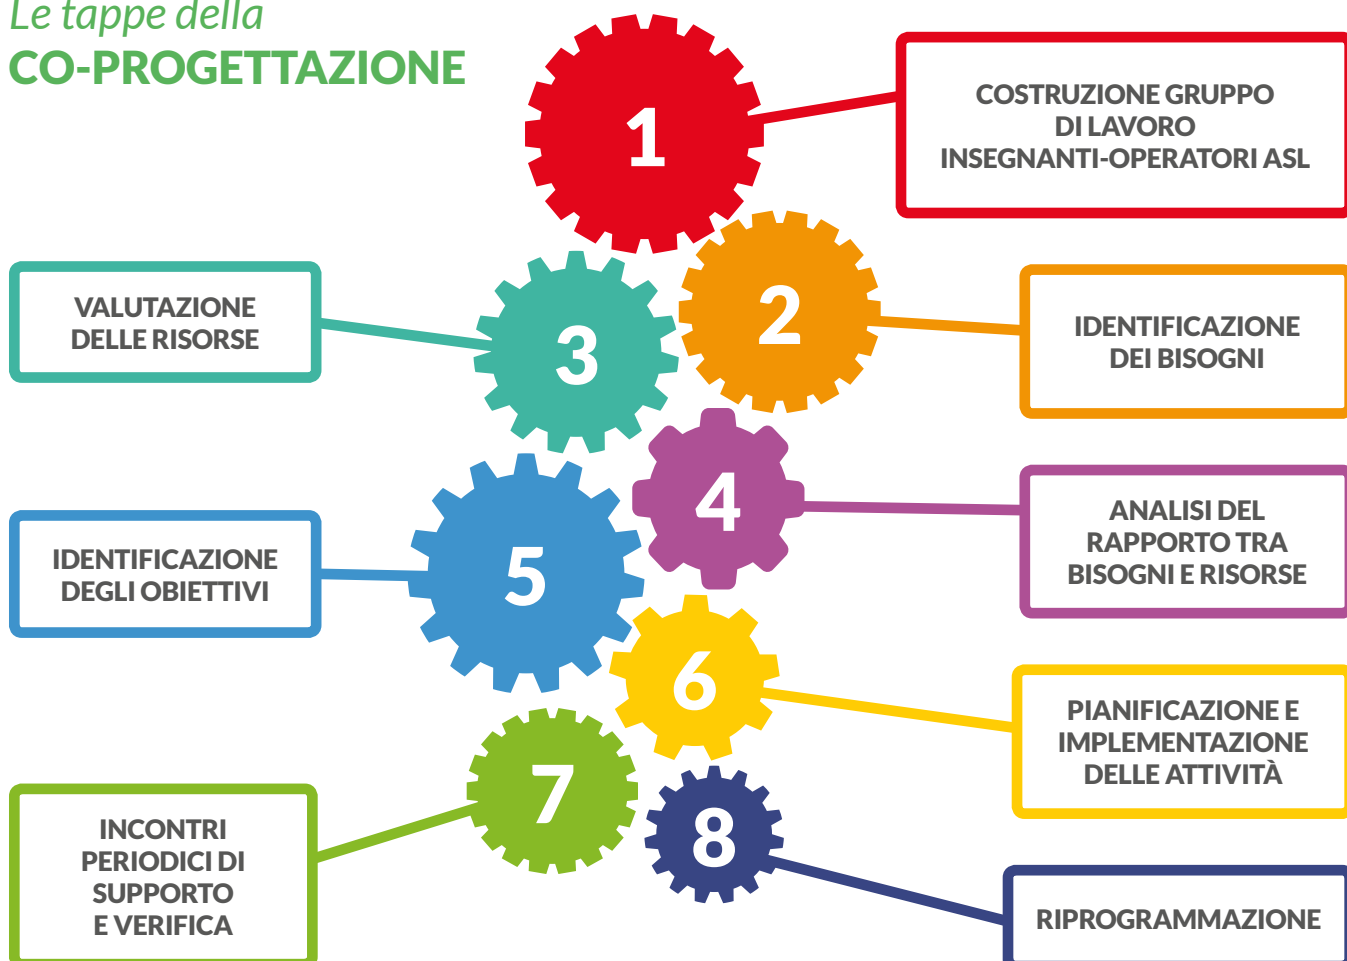 Le tappe della
CO-PROGETTAZIONE
1
COSTRUZIONE GRUPPO
DI LAVORO
INSEGNANTI-OPERATORI ASL
2
IDENTIFICAZIONE
DEI BISOGNI
3
VALUTAZIONE
DELLE RISORSE
4
ANALISI DEL
RAPPORTO TRA
BISOGNI E RISORSE
5
IDENTIFICAZIONE
DEGLI OBIETTIVI
6
PIANIFICAZIONE E
IMPLEMENTAZIONE
DELLE ATTIVITÀ
7
INCONTRI
PERIODICI DI
SUPPORTO
E VERIFICA
8
RIPROGRAMMAZIONE